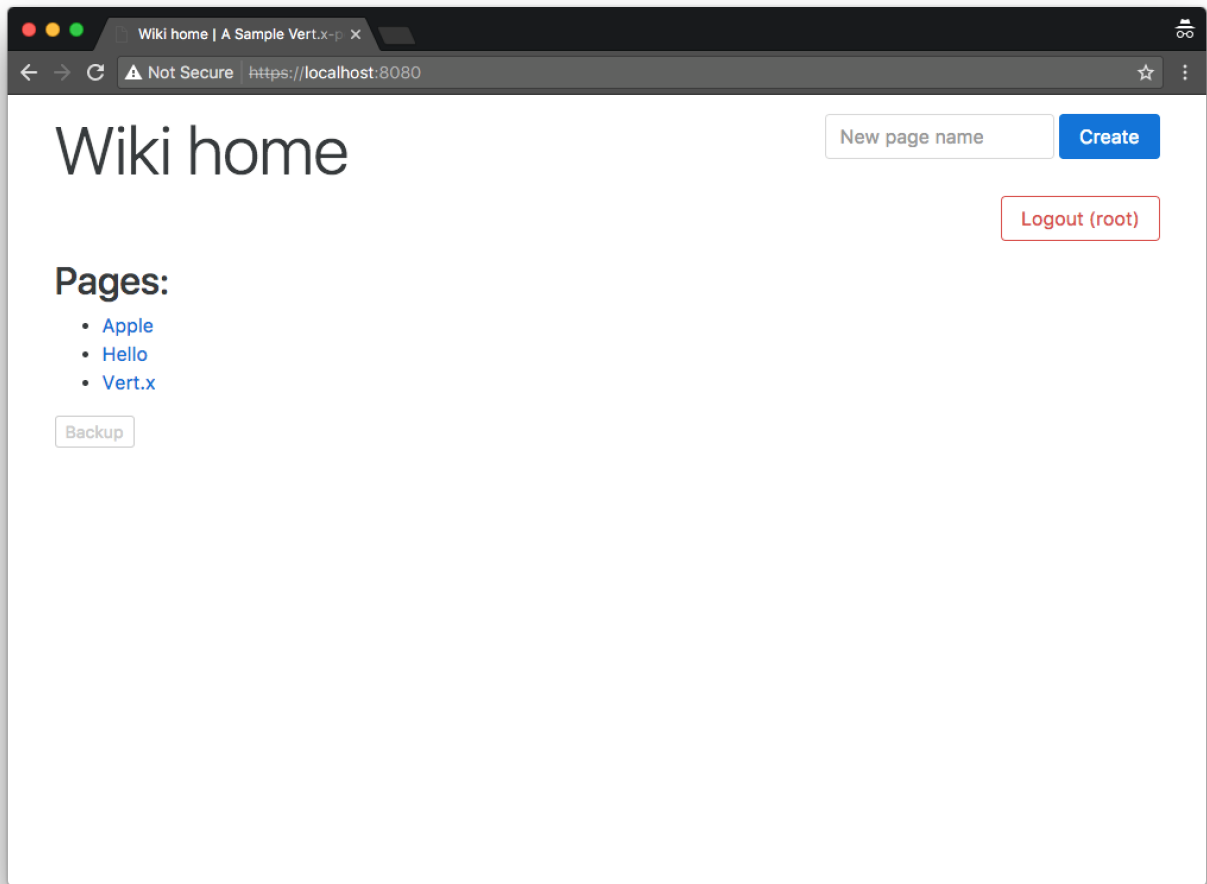 Wiki home | A Sample Vert.x-p
Not Secure https://localhost:8080
Wiki home
New page name Create
Logout (root)
Pages:
Apple
Hello
Vert.x
Backup